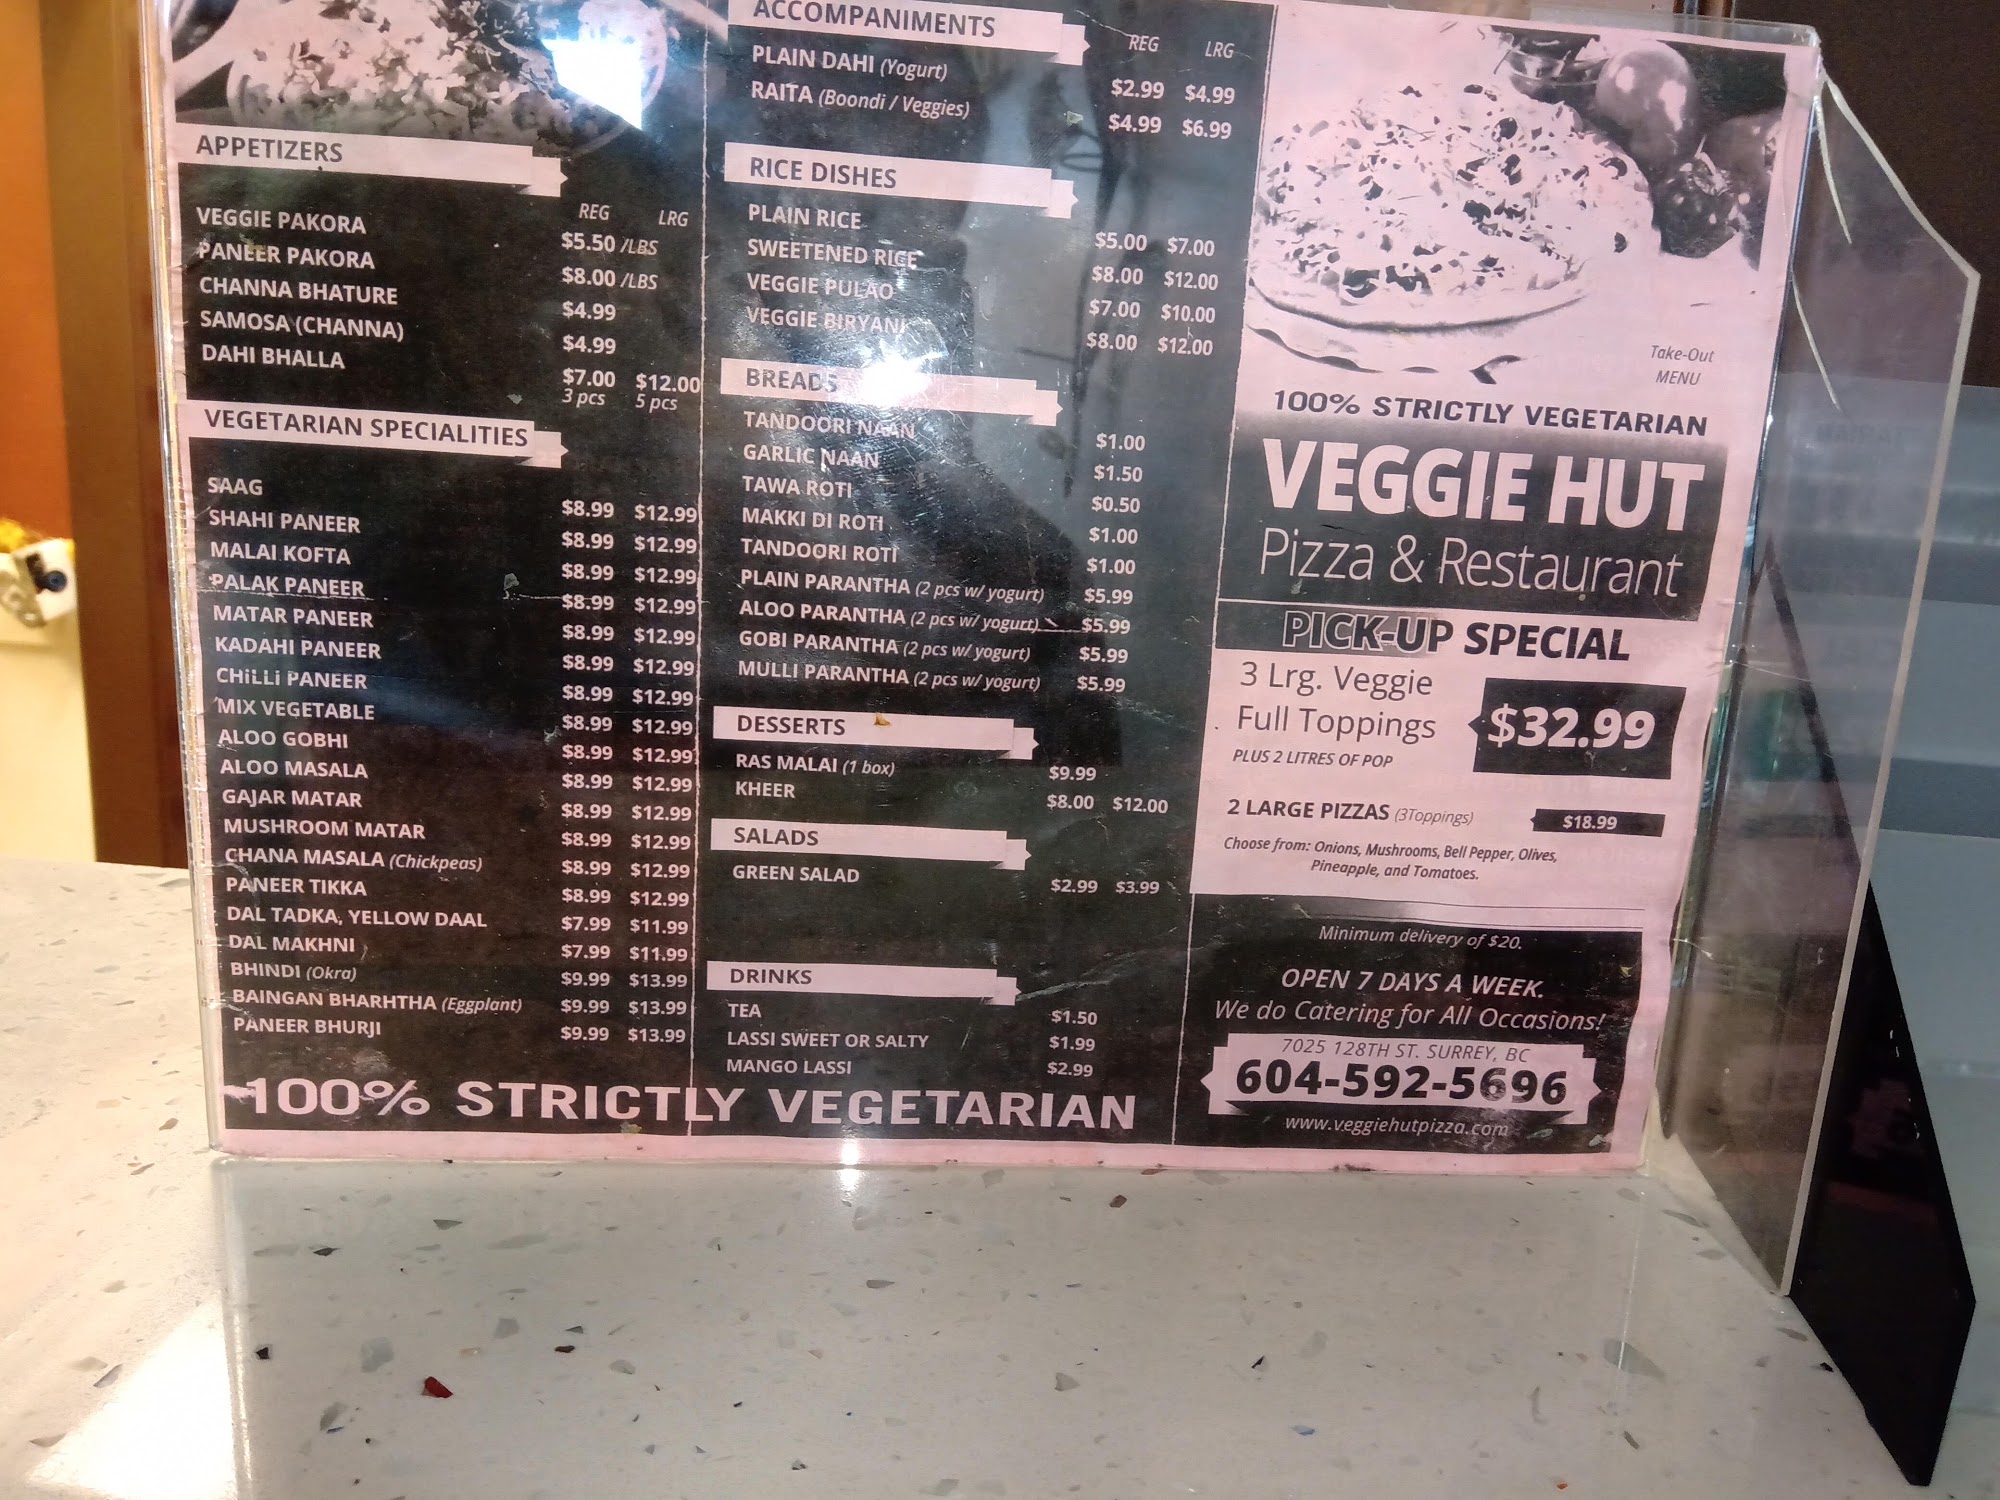 APPETIZERS
REG LRG
VEGGIE PAKORA $5.50 /LBS
PANEER PAKORA $8.00 /LBS
CHANNA BHATURE $4.99
SAMOSA (CHANNA) $4.99
DAHI BHALLA $7.00 $12.00
3 pcs 5 pcs
VEGETARIAN SPECIALITIES
SAAG $8.99 $12.99
SHAHI PANEER $8.99 $12.99
MALAI KOFTA $8.99 $12.99
PALAK PANEER $8.99 $12.99
MATAR PANEER $8.99 $12.99
KADAHI PANEER $8.99 $12.99
CHiLLi PANEER $8.99 $12.99
MIX VEGETABLE $8.99 $12.99
ALOO GOBHI $8.99 $12.99
ALOO MASALA $8.99 $12.99
GAJAR MATAR $8.99 $12.99
MUSHROOM MATAR $8.99 $12.99
CHANA MASALA (Chickpeas) $8.99 $12.99
PANEER TIKKA $8.99 $12.99
DAL TADKA, YELLOW DAAL $7.99 $11.99
DAL MAKHNI $7.99 $11.99
BHINDI (Okra) $9.99 $13.99
BAINGAN BHARHTHA (Eggplant) $9.99 $13.99
PANEER BHURJI $9.99 $13.99
ACCOMPANIMENTS
REG LRG
PLAIN DAHI (Yogurt) $2.99 $4.99
RAITA (Boondi / Veggies) $4.99 $6.99
RICE DISHES
PLAIN RICE $5.00 $7.00
SWEETENED RICE $8.00 $12.00
VEGGIE PULAO $7.00 $10.00
VEGGIE BIRYANI $8.00 $12.00
BREADS
TANDOORI NAAN $1.00
GARLIC NAAN $1.50
TAWA ROTI $0.50
MAKKI DI ROTI $1.00
TANDOORI ROTI $1.00
PLAIN PARANTHA (2 pcs w/ yogurt) $5.99
ALOO PARANTHA (2 pcs w/ yogurt) $5.99
GOBI PARANTHA (2 pcs w/ yogurt) $5.99
MULLI PARANTHA (2 pcs w/ yogurt) $5.99
DESSERTS
RAS MALAI (1 box) $9.99
KHEER $8.00 $12.00
SALADS
GREEN SALAD $2.99 $3.99
DRINKS
TEA $1.50
LASSI SWEET OR SALTY $1.99
MANGO LASSI $2.99
100% STRICTLY VEGETARIAN
Take-Out
MENU
100% STRICTLY VEGETARIAN
VEGGIE HUT
Pizza & Restaurant
PICK-UP SPECIAL
3 Lrg. Veggie
Full Toppings $32.99
PLUS 2 LITRES OF POP
2 LARGE PIZZAS (3Toppings) $18.99
Choose from: Onions, Mushrooms, Bell Pepper, Olives,
Pineapple, and Tomatoes.
Minimum delivery of $20.
OPEN 7 DAYS A WEEK.
We do Catering for All Occasions!
7025 128TH ST. SURREY, BC
604-592-5696
www.veggiehutpizza.com